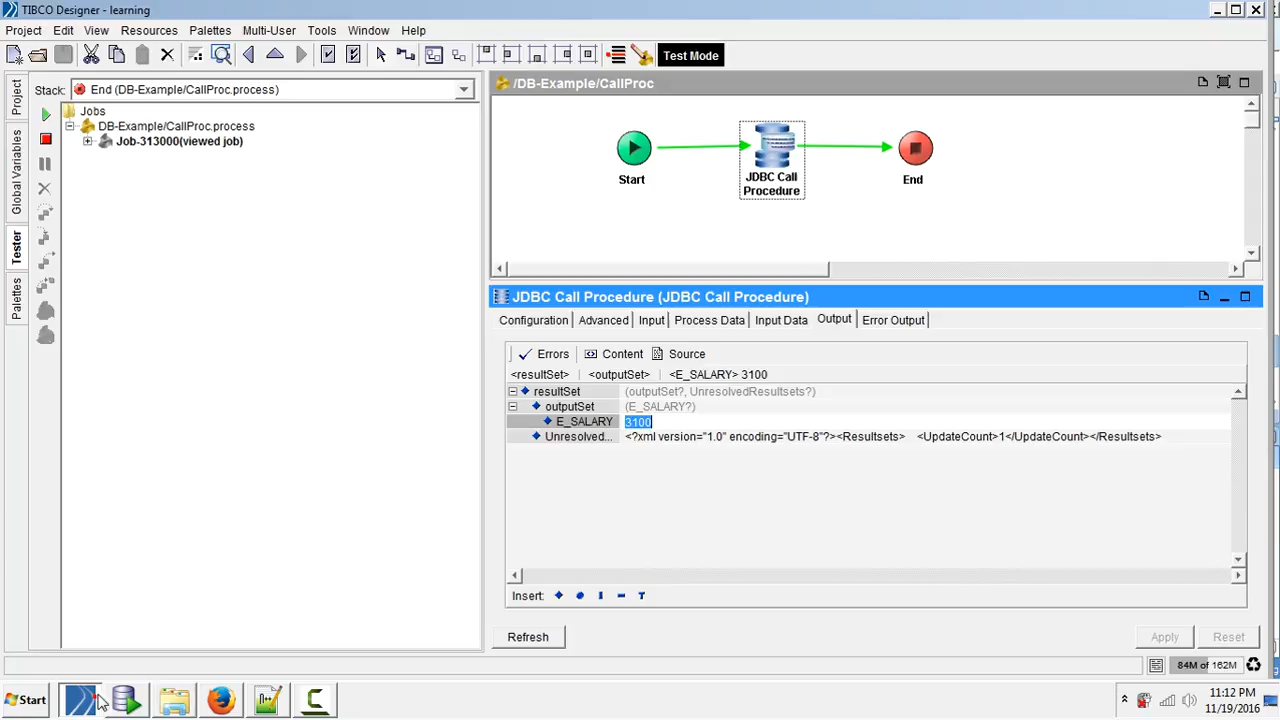 TIBCO Designer - learning
Project Edit View Resources Palettes Multi-User Tools Window Help
Test Mode
Stack: End (DB-Example/CallProc.process)
Jobs
DB-Example/CallProc.process
Job-313000(viewed job)
Project
Global Variables
Tester
Palettes
/DB-Example/CallProc
Start
JDBC Call
Procedure
End
JDBC Call Procedure (JDBC Call Procedure)
Configuration Advanced Input Process Data Input Data Output Error Output
Errors Content Source
<resultSet> <outputSet> <E_SALARY> 3100
resultSet (outputSet?, UnresolvedResultsets?)
outputSet (E_SALARY?)
E_SALARY 3100
Unresolved... <?xml version="1.0" encoding="UTF-8"?><Resultsets> <UpdateCount>1</UpdateCount></Resultsets>
Insert:
Refresh Apply Reset
84M of 162M
Start
11:12 PM
11/19/2016